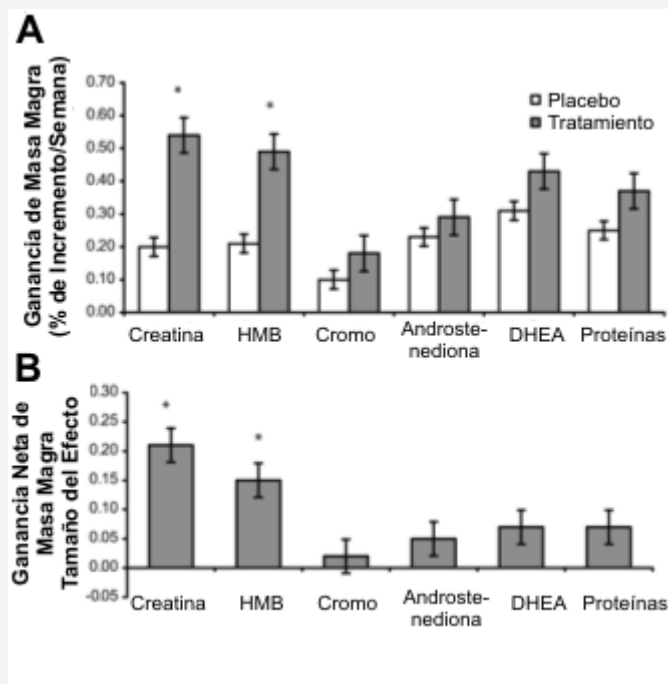 A
Ganancia de Masa Magra
(% de Incremento/Semana)
0.70
0.60
0.50
0.40
0.30
0.20
0.10
0.00
* *
Placebo
Tratamiento
Creatina HMB Cromo Androste- DHEA Proteínas
nediona
B
Ganancia Neta de
Masa Magra
Tamaño del Efecto
0.30
0.25
0.20
0.15
0.10
0.05
0.00
-0.05
* *
Creatina HMB Cromo Androste- DHEA Proteínas
nediona